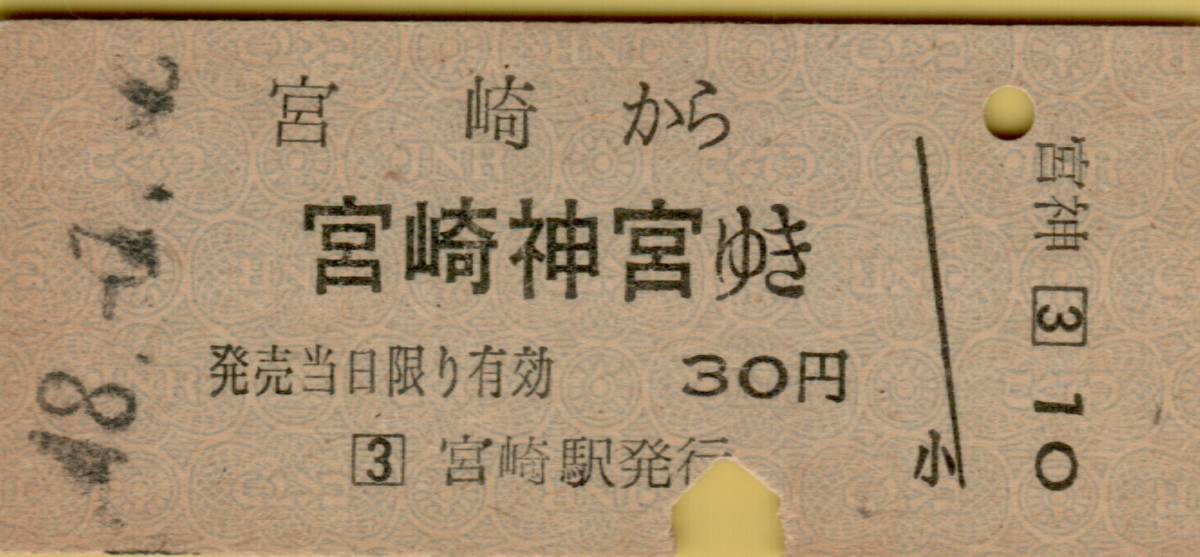 宮崎から
宮崎神宮ゆき
発売当日限り有効 30円
3 宮崎駅発行
小
宮神 3 10
48.